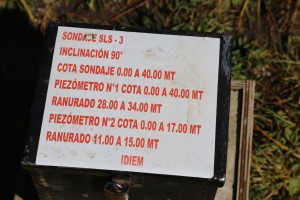 SONDAJE SLS - 3
INCLINACIÓN 90°
COTA SONDAJE 0.00 A 40.00 MT
PIEZÓMETRO N°1 COTA 0.00 A 40.00 MT
RANURADO 28.00 A 34.00 MT
PIEZÓMETRO N°2 COTA 0.00 A 17.00 MT
RANURADO 11.00 A 15.00 MT
IDIEM